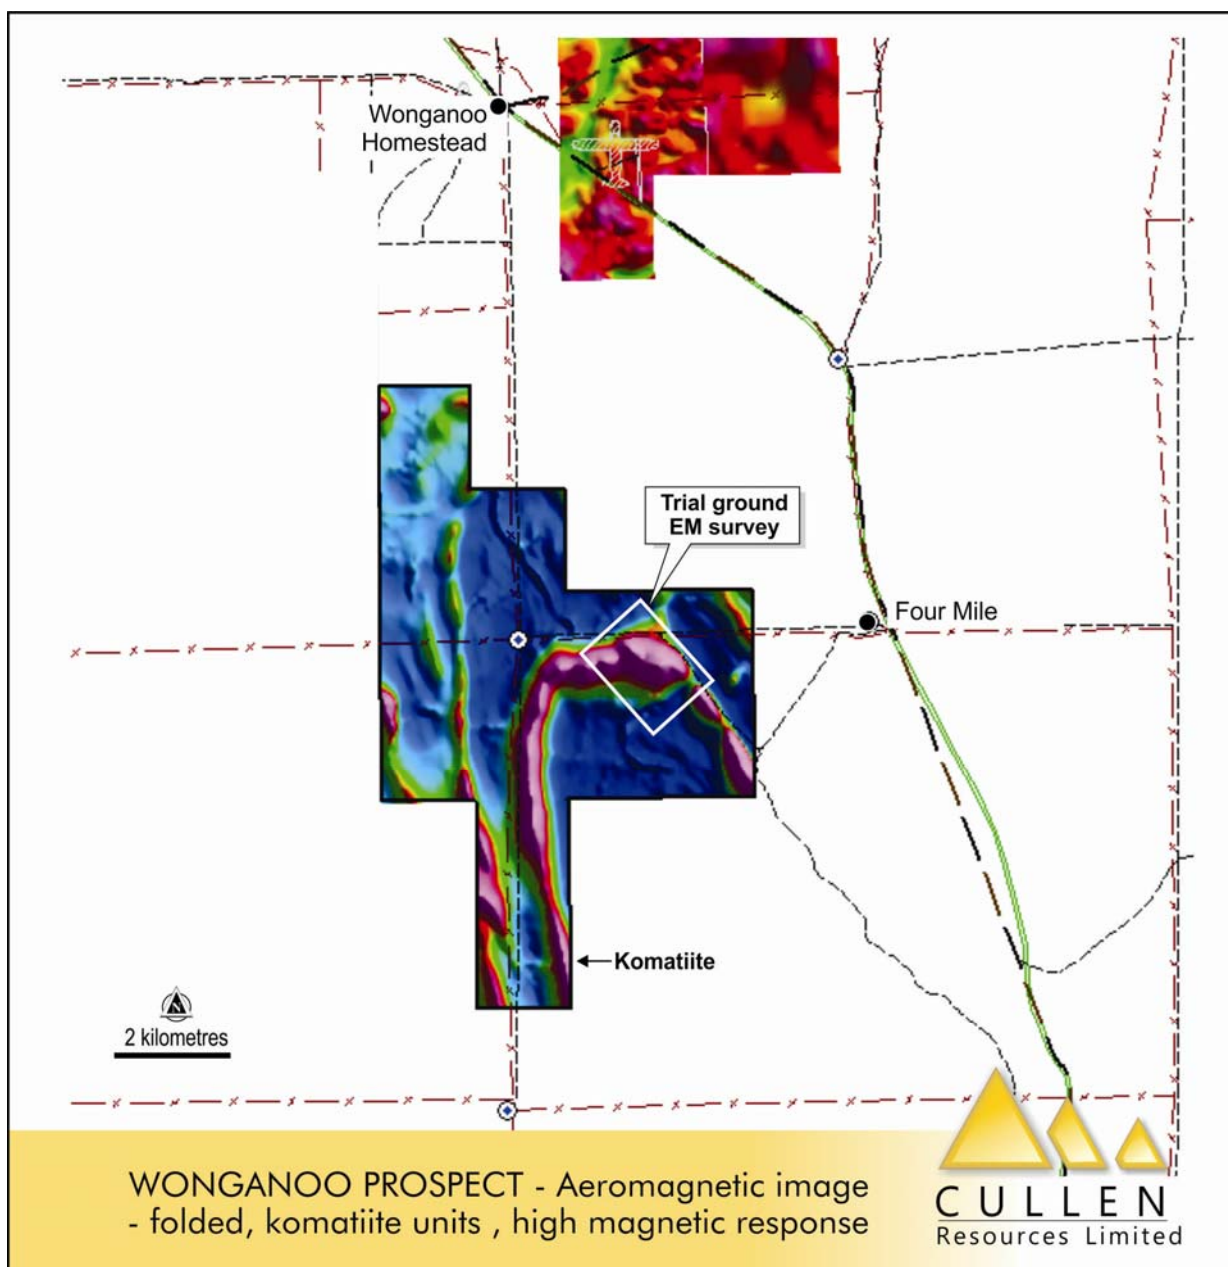 Wonganoo
Homestead
Trial ground
EM survey
Four Mile
Komatiite
N
2 kilometres
WONGANOO PROSPECT - Aeromagnetic image
- folded, komatiite units , high magnetic response
CULLEN
Resources Limited